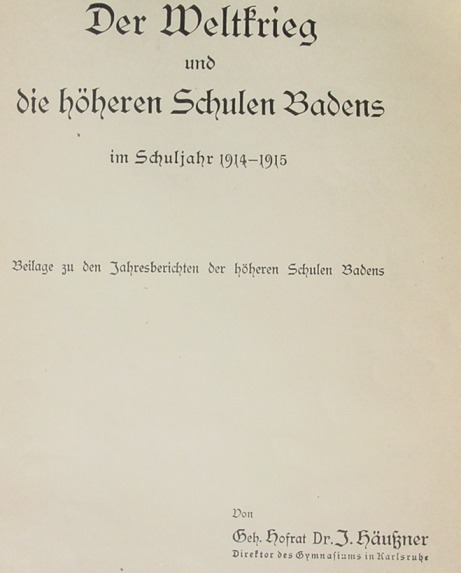 Der Weltkrieg
und
die höheren Schulen Badens
im Schuljahr 1914–1915
Beilage zu den Jahresberichten der höheren Schulen Badens
Von
Geh. Hofrat Dr. J. Häußner
Direktor des Gymnasiums in Karlsruhe